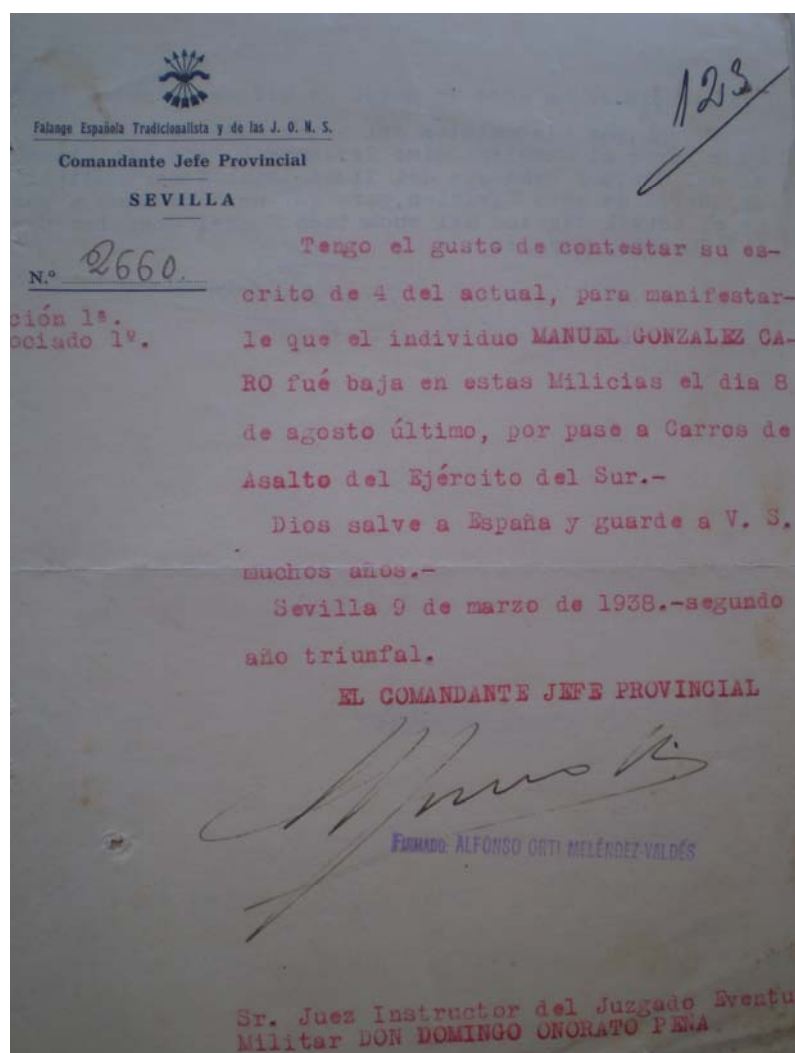 123
Falange Española Tradicionalista y de las J. O. N. S.
Comandante Jefe Provincial
SEVILLA
N.º 2660.
ción 1ª.
ociado 1º.
Tengo el gusto de contestar su es-
crito de 4 del actual, para manifestar-
le que el individuo MANUEL GONZALEZ CA-
RO fué baja en estas Milicias el dia 8
de agosto último, por pase a Carros de
Asalto del Ejército del Sur.-
Dios salve a España y guarde a V. S.
muchos años.-
Sevilla 9 de marzo de 1938.-segundo
año triunfal.
EL COMANDANTE JEFE PROVINCIAL
FIRMADO: ALFONSO ORTI MELÉNDEZ-VALDÉS
Sr. Juez Instructor del Juzgado Eventu
Militar DON DOMINGO ONORATO PEÑA